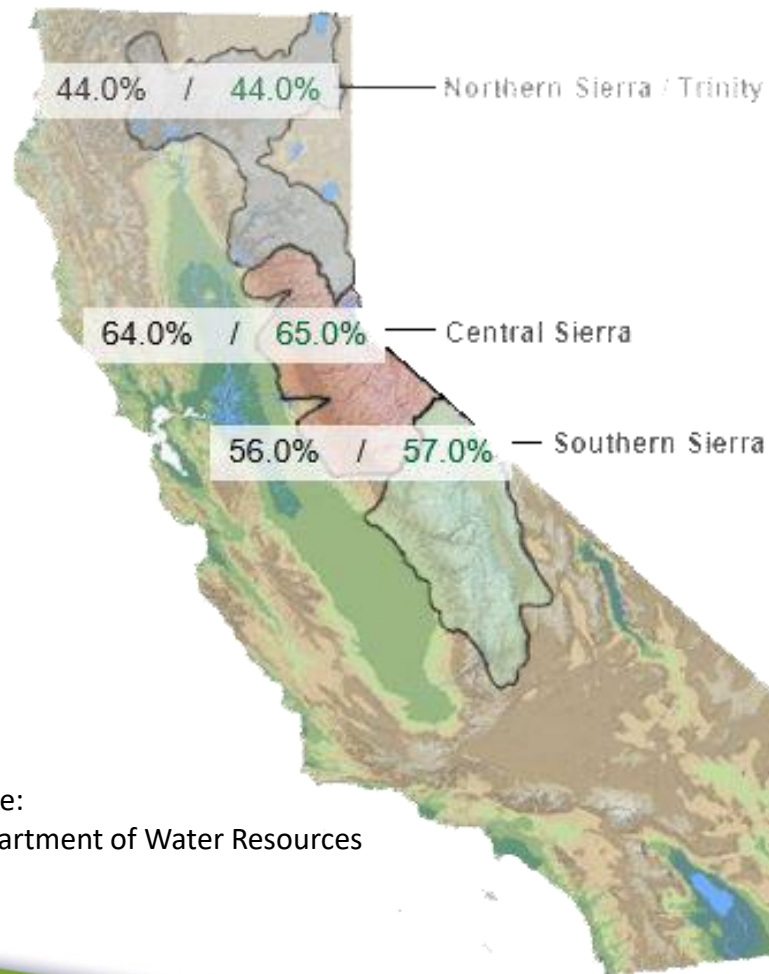 44.0% / 44.0% Northern Sierra / Trinity
64.0% / 65.0% Central Sierra
56.0% / 57.0% Southern Sierra
e:
artment of Water Resources